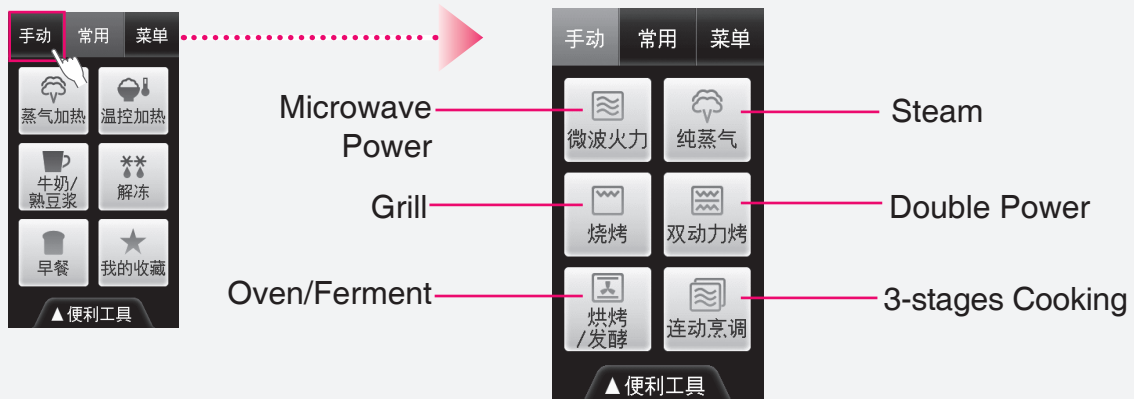 手动 常用 菜单
蒸气加热 温控加热
牛奶/
熟豆浆
解冻
早餐 我的收藏
▲便利工具
手动 常用 菜单
Microwave
Power
微波火力 纯蒸气
Steam
Grill
烧烤 双动力烤
Double Power
Oven/Ferment
烘烤
/发酵
连动烹调
3-stages Cooking
▲便利工具